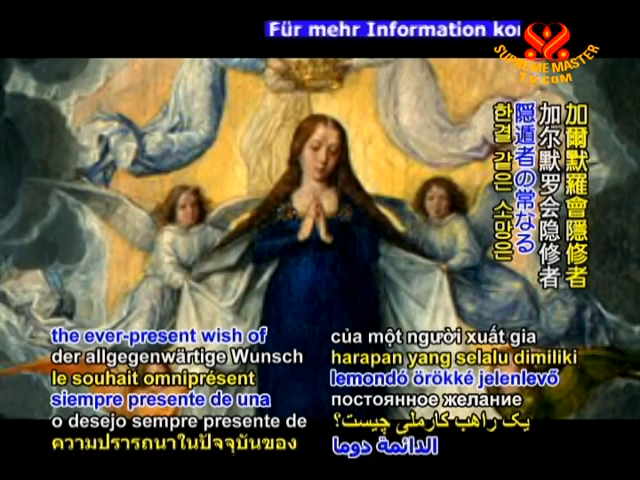 Für mehr Information kor
SUPREME MASTER
TV.COM
加爾默羅會隱修者
加尔默罗会隐修者
隠遁者の常なる
한결 같은 소망은
the ever-present wish of
der allgegenwärtige Wunsch
le souhait omniprésent
siempre presente de una
o desejo sempre presente de
ความปรารถนาในปัจจุบันของ
của một người xuất gia
harapan yang selalu dimiliki
lemondó örökké jelenlevő
постоянное желание
یک راهب کارملی چیست؟
الدائمة دوما